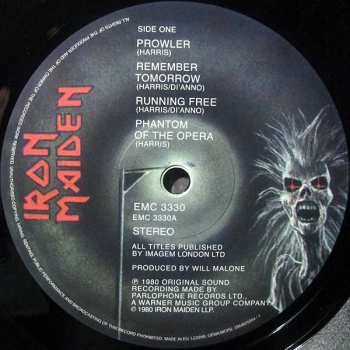 IRON
MAIDEN
SIDE ONE
PROWLER
(HARRIS)
REMEMBER
TOMORROW
(HARRIS/DI'ANNO)
RUNNING FREE
(HARRIS/DI'ANNO)
PHANTOM
OF THE OPERA
(HARRIS)
EMC 3330
EMC 3330A
STEREO
ALL TITLES PUBLISHED
BY IMAGEM LONDON LTD
PRODUCED BY WILL MALONE
℗ 1980 ORIGINAL SOUND
RECORDING MADE BY
PARLOPHONE RECORDS LTD.,
A WARNER MUSIC GROUP COMPANY
© 1980 IRON MAIDEN LLP.